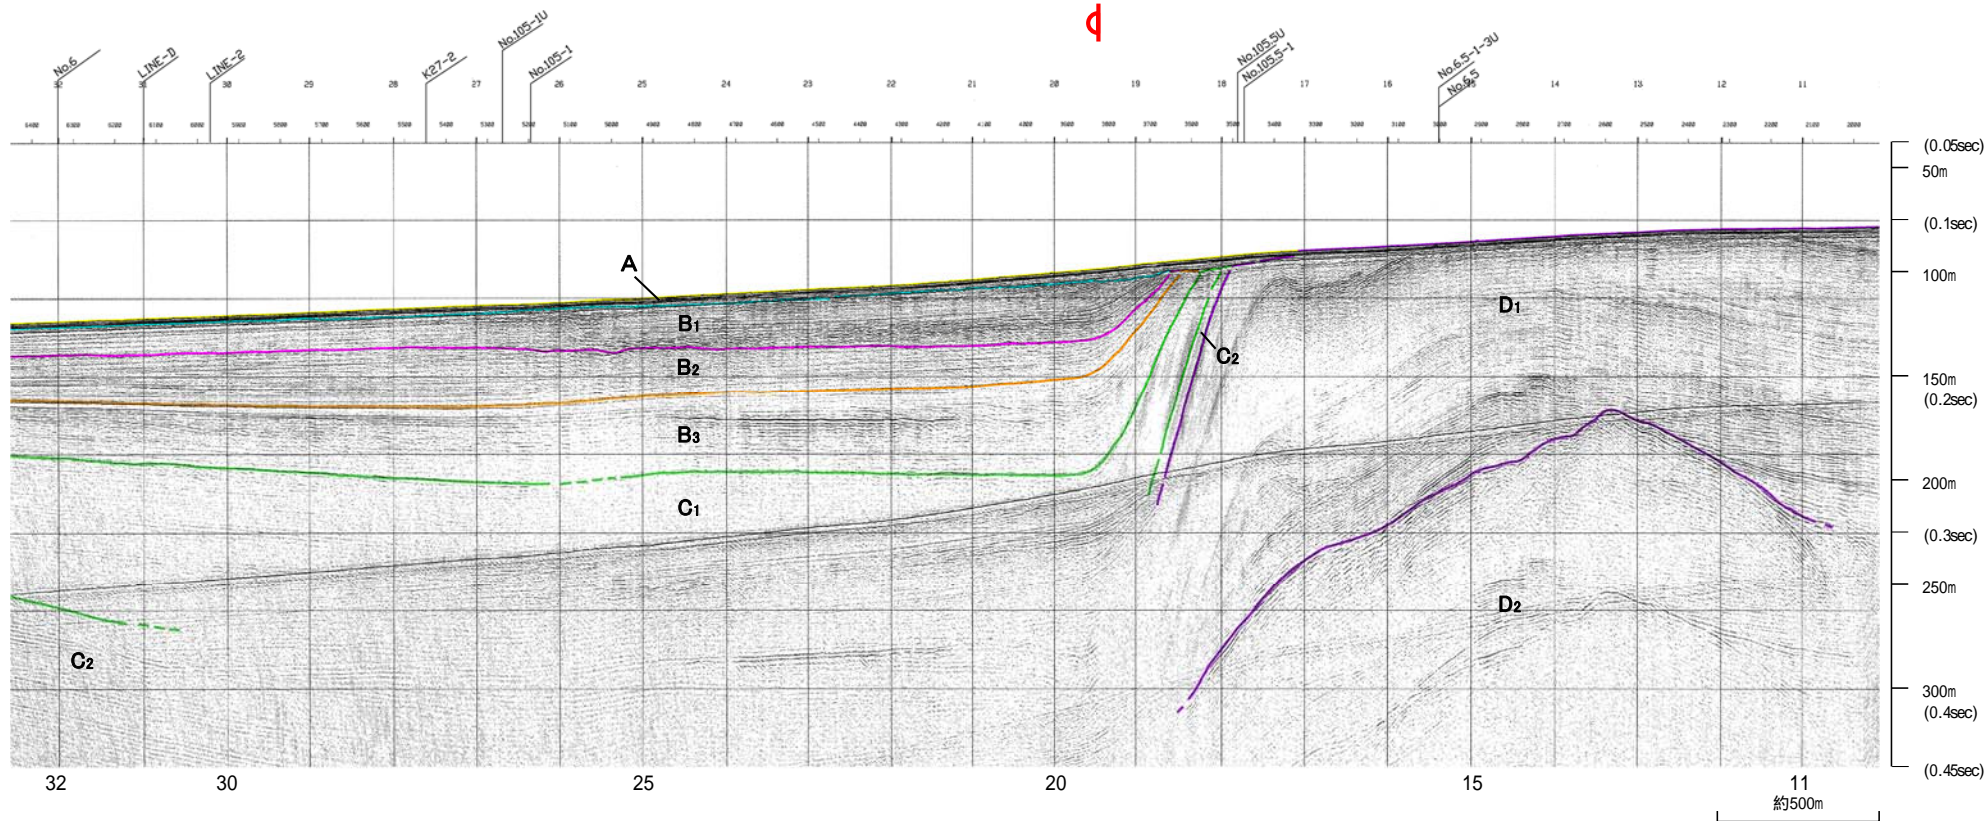 No.6
LINE-D
LINE-2
K27-2
No.105-1U
No.105-1
No.105.5U
No.105.5-1
No.6.5-1-3U
No.6.5
32 31 30 29 28 27 26 25 24 23 22 21 20 19 18 17 16 15 14 13 12 11
(0.05sec)
50m
(0.1sec)
100m
150m
(0.2sec)
200m
(0.3sec)
250m
300m
(0.4sec)
(0.45sec)
A
B1
B2
B3
C1
C2
C2
D1
D2
32 30 25 20 15 11
約500m